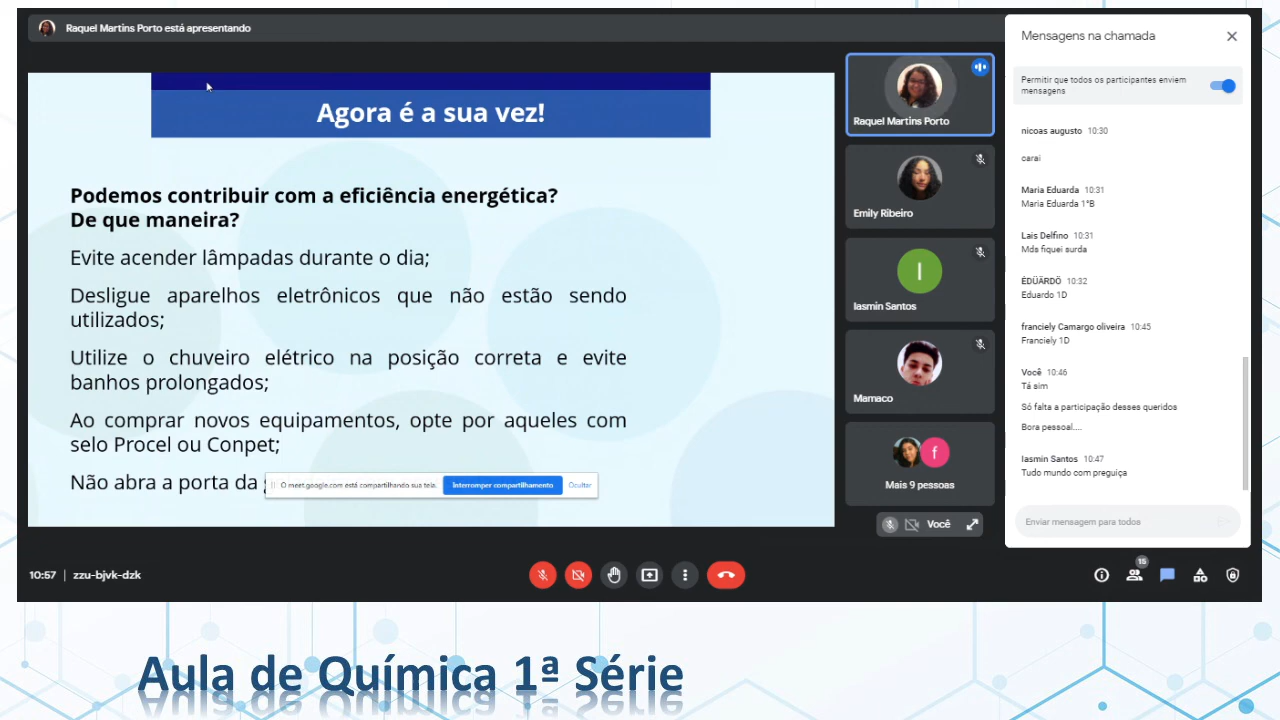 Raquel Martins Porto está apresentando
Agora é a sua vez!
Podemos contribuir com a eficiência energética?
De que maneira?
Evite acender lâmpadas durante o dia;
Desligue aparelhos eletrônicos que não estão sendo
utilizados;
Utilize o chuveiro elétrico na posição correta e evite
banhos prolongados;
Ao comprar novos equipamentos, opte por aqueles com
selo Procel ou Conpet;
Não abra a porta da
O meet.google.com está compartilhando sua tela.
Interromper compartilhamento
Ocultar
Raquel Martins Porto
Emily Ribeiro
I
Iasmin Santos
Mamaco
f
Mais 9 pessoas
Você
Mensagens na chamada
Permitir que todos os participantes enviem
mensagens
nicoas augusto 10:30
carai
Maria Eduarda 10:31
Maria Eduarda 1°B
Lais Delfino 10:31
Mds fiquei surda
ÉDÜÄRDÖ 10:32
Eduardo 1D
franciely Camargo oliveira 10:45
Franciely 1D
Você 10:46
Tá sim
Só falta a participação desses queridos
Bora pessoal....
Iasmin Santos 10:47
Tudo mundo com preguiça
Enviar mensagem para todos
10:57 | zzu-bjvk-dzk
15
Aula de Química 1ª Série